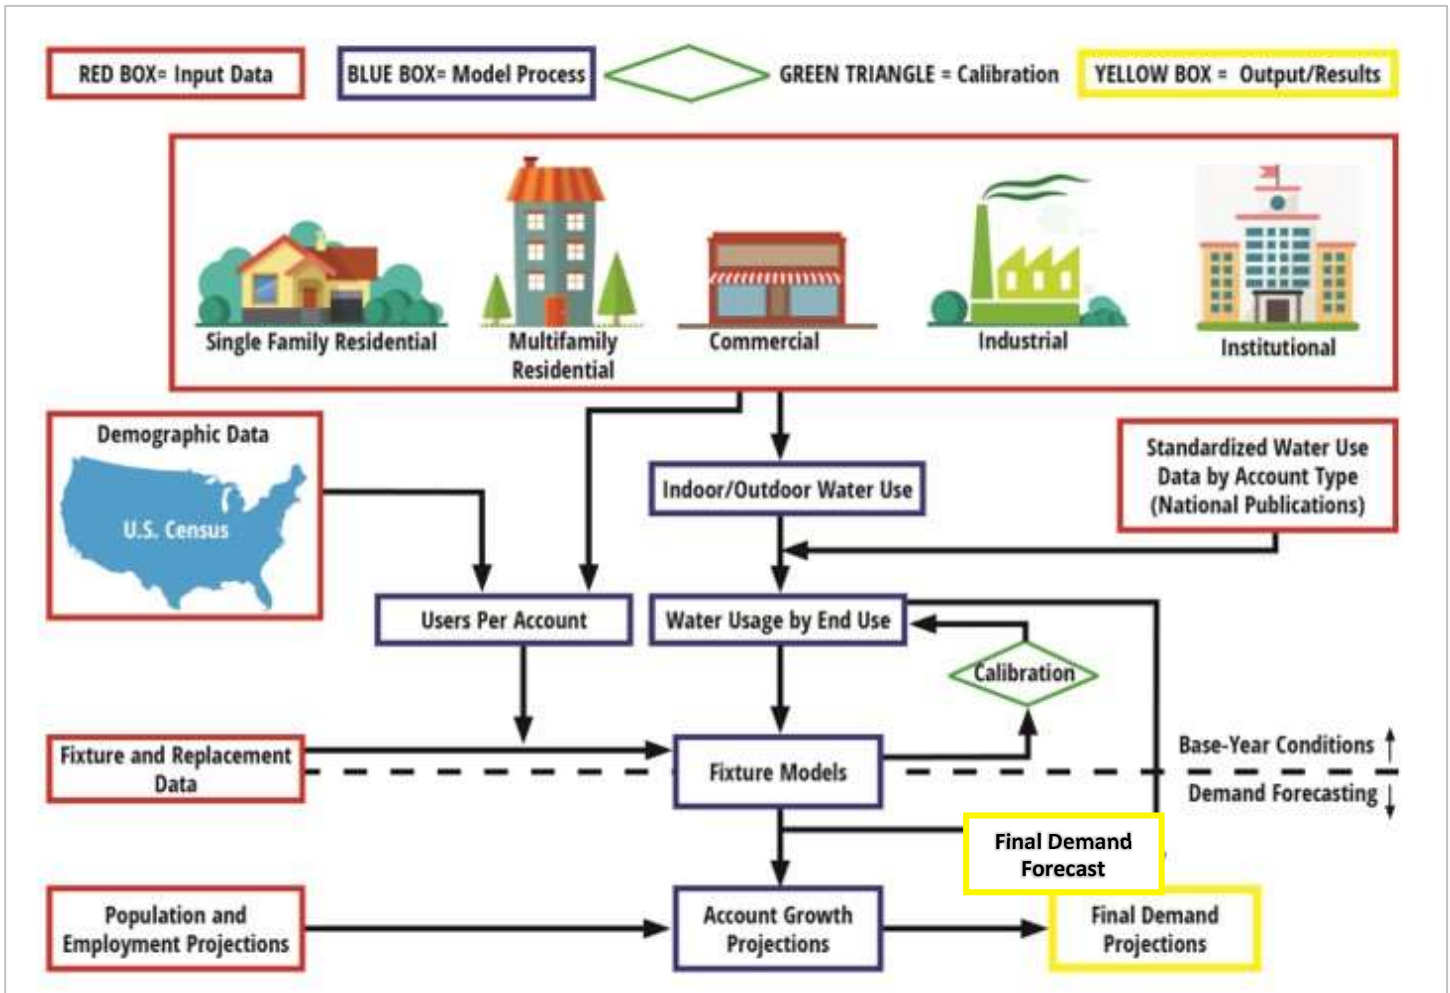 RED BOX= Input Data
BLUE BOX= Model Process
GREEN TRIANGLE = Calibration
YELLOW BOX =  Output/Results
Single Family Residential
Multifamily
Residential
Commercial
Industrial
Institutional
Demographic Data
U.S. Census
Indoor/Outdoor Water Use
Standardized Water Use
Data by Account Type
(National Publications)
Users Per Account
Water Usage by End Use
Calibration
Fixture and Replacement
Data
Fixture Models
Base-Year Conditions
Demand Forecasting
Final Demand
Forecast
Population and
Employment Projections
Account Growth
Projections
Final Demand
Projections